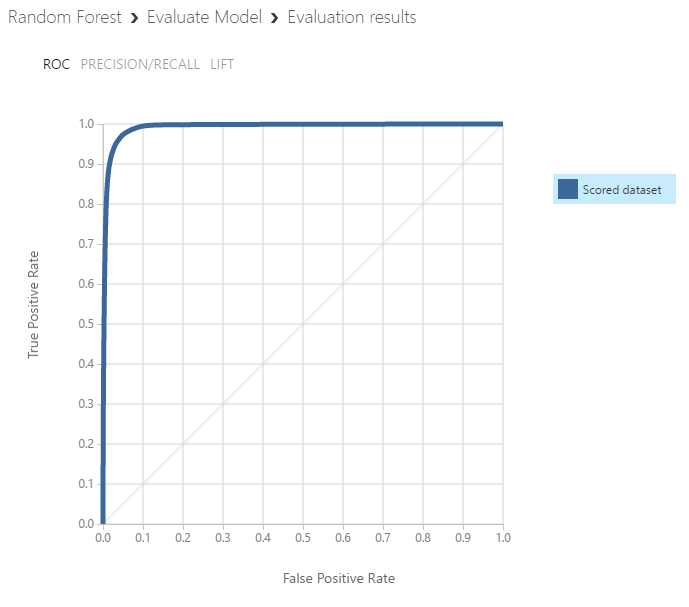 Random Forest ❯ Evaluate Model ❯ Evaluation results
ROC PRECISION/RECALL LIFT
1.0
0.9
0.8
0.7
0.6
0.5
0.4
0.3
0.2
0.1
0.0
True Positive Rate
0.0 0.1 0.2 0.3 0.4 0.5 0.6 0.7 0.8 0.9 1.0
False Positive Rate
Scored dataset